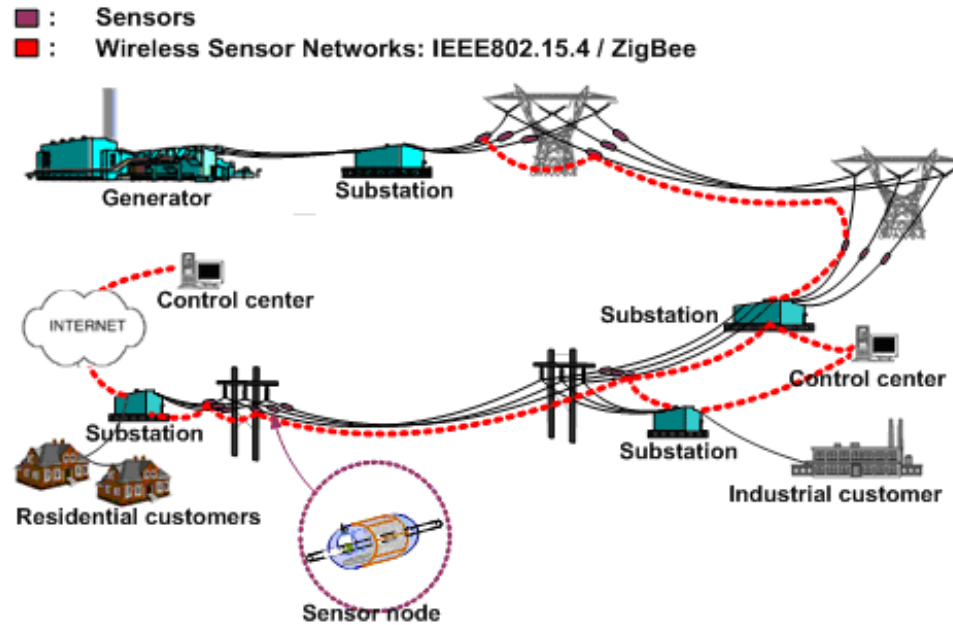 : Sensors
: Wireless Sensor Networks: IEEE802.15.4 / ZigBee
Generator
Substation
Control center
INTERNET
Substation
Control center
Substation
Substation
Residential customers
Industrial customer
Sensor node